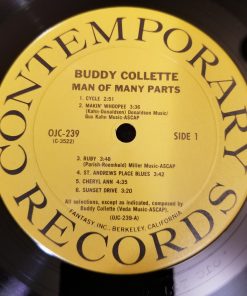 CONTEMPORARY
BUDDY COLLETTE
MAN OF MANY PARTS
1. CYCLE 2:51
2. MAKIN' WHOOPEE 3:36
(Kahn-Donaldson) Donaldson Music/
Gus Kahn Music-ASCAP
OJC-239
(C-3522)
SIDE 1
3. RUBY 3:40
(Parish-Roemheld) Miller Music-ASCAP
4. ST. ANDREWS PLACE BLUES 3:42
5. CHERYL ANN 4:35
6. SUNSET DRIVE 3:20
All selections, except as indicated, composed by
Buddy Collette (Veda Music-ASCAP).
(OJC-239-A)
FANTASY INC., BERKELEY, CALIFORNIA
RECORDS